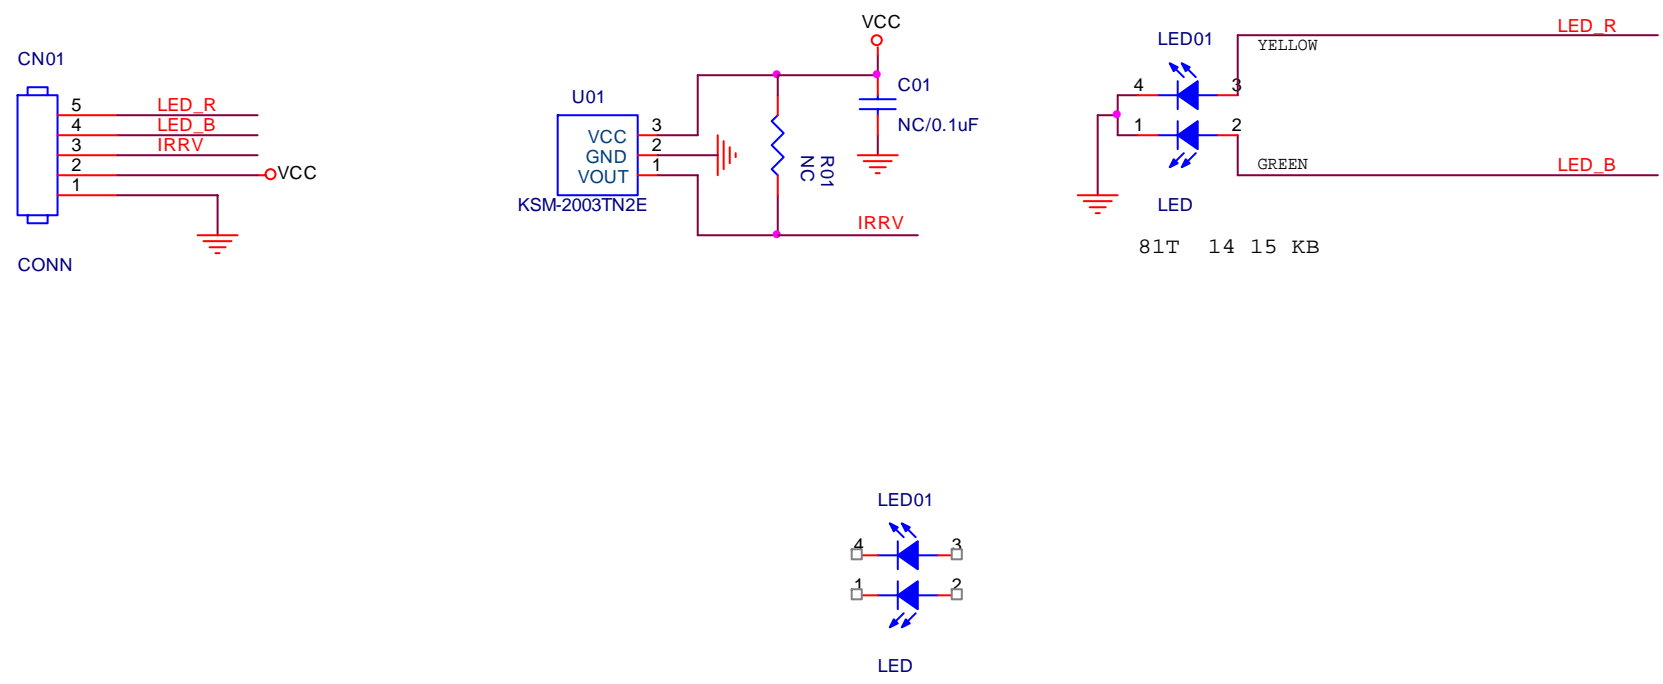 CN01
5
LED_R
4
LED_B
3
IRRV
2
VCC
1
CONN
VCC
U01
C01
NC/0.1uF
VCC
3
GND
2
VOUT
1
R01
NC
KSM-2003TN2E
IRRV
LED_R
LED01
YELLOW
4
3
1
2
GREEN
LED_B
LED
81T 14 15 KB
LED01
4
3
1
2
LED